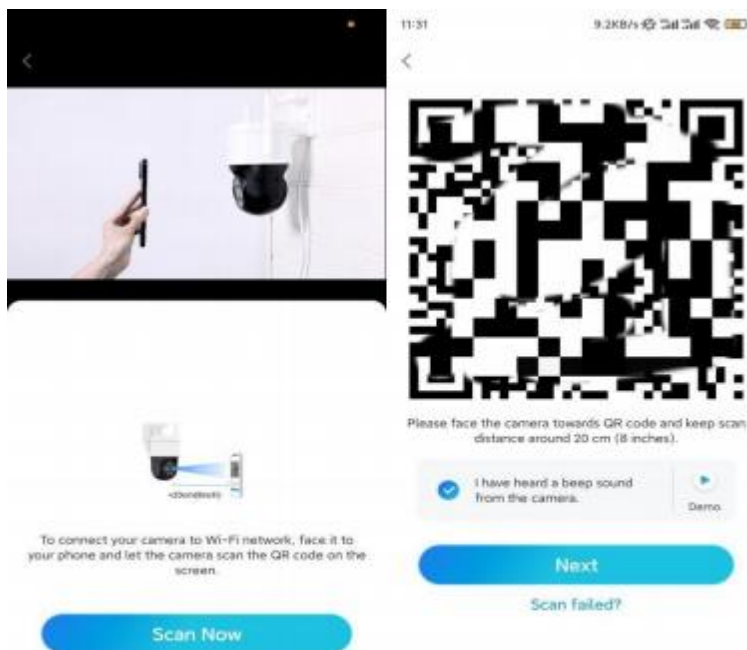 To connect your camera to Wi-Fi network, face it to
your phone and let the camera scan the QR code on the
screen.
Scan Now
11:31
9.2KB/s
Please face the camera towards QR code and keep scan
distance around 20 cm (8 inches).
I have heard a beep sound
from the camera.
Demo
Next
Scan failed?